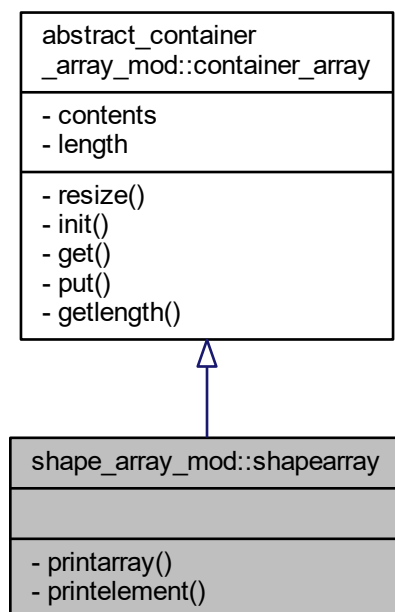 abstract_container
_array_mod::container_array
- contents
- length
- resize()
- init()
- get()
- put()
- getlength()
shape_array_mod::shapearray
- printarray()
- printelement()